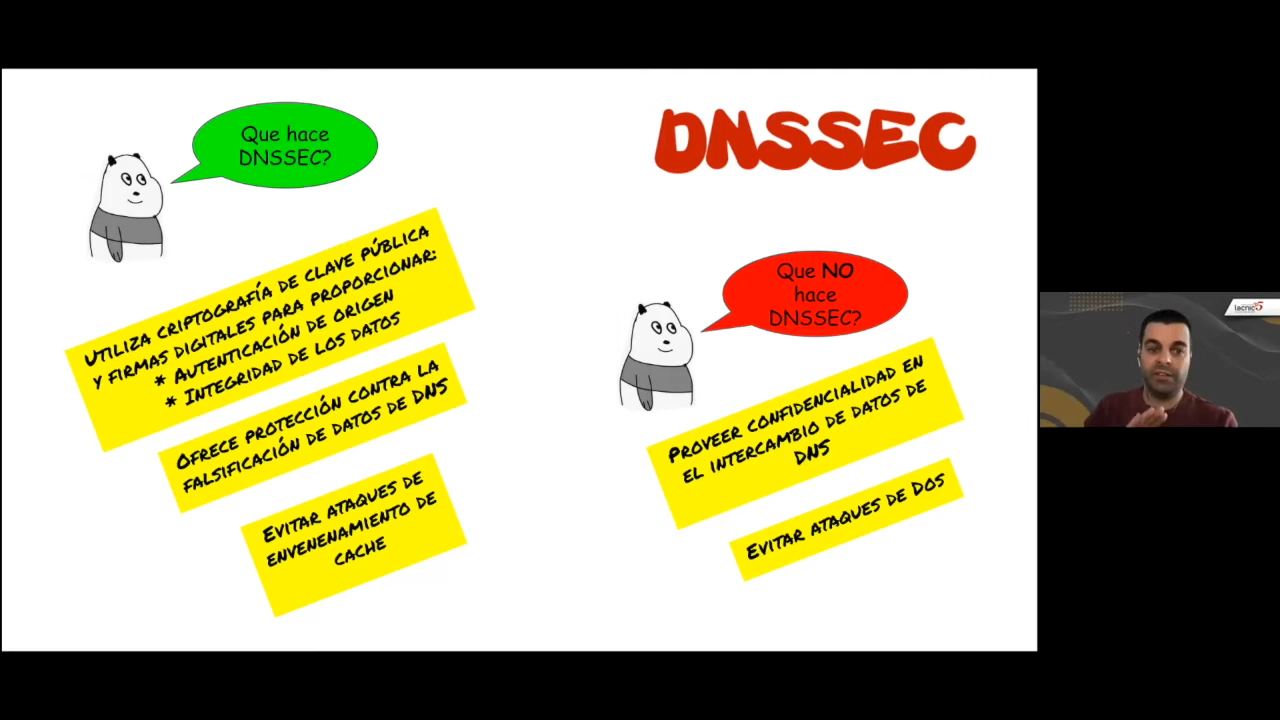 Que hace
DNSSEC?
DNSSEC
Utiliza criptografía de clave pública
y firmas digitales para proporcionar:
* Autenticación de origen
* Integridad de los datos
Ofrece protección contra la
falsificación de datos de DNS
Evitar ataques de
envenenamiento de
cache
Que NO
hace
DNSSEC?
Proveer confidencialidad en
el intercambio de datos de
DNS
Evitar ataques de Dos
lacnic 35